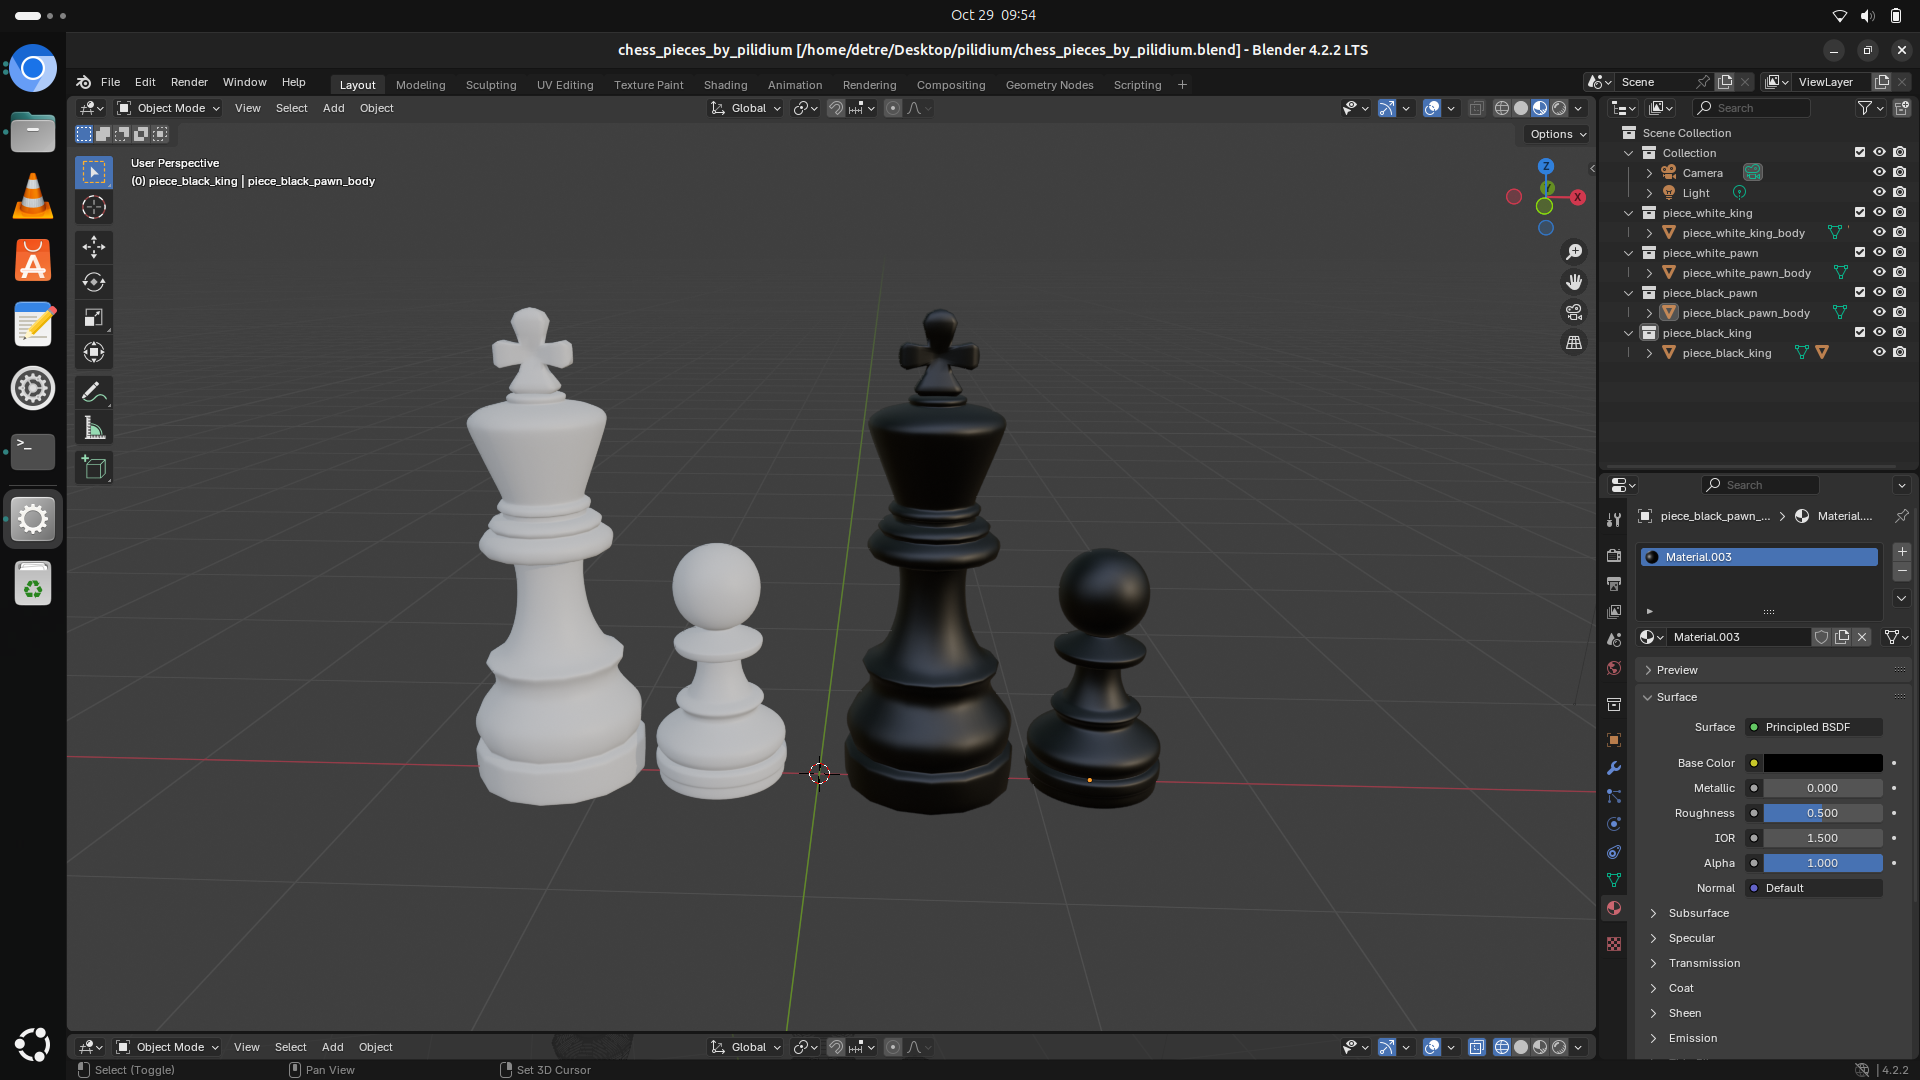 Oct 29 09:54
chess_pieces_by_pilidium [/home/detre/Desktop/pilidium/chess_pieces_by_pilidium.blend] - Blender 4.2.2 LTS
File Edit Render Window Help Layout Modeling Sculpting UV Editing Texture Paint Shading Animation Rendering Compositing Geometry Nodes Scripting + Scene ViewLayer
Object Mode View Select Add Object Global Search
Options
User Perspective
(0) piece_black_king | piece_black_pawn_body
Z
Y
X
Scene Collection
Collection
Camera
Light
piece_white_king
piece_white_king_body
piece_white_pawn
piece_white_pawn_body
piece_black_pawn
piece_black_pawn_body
piece_black_king
piece_black_king
Search
piece_black_pawn_... > Material....
Material.003
Material.003
Preview
Surface
Surface Principled BSDF
Base Color
Metallic 0.000
Roughness 0.500
IOR 1.500
Alpha 1.000
Normal Default
Subsurface
Specular
Transmission
Coat
Sheen
Emission
Object Mode View Select Add Object Global
Select (Toggle) Pan View Set 3D Cursor 4.2.2